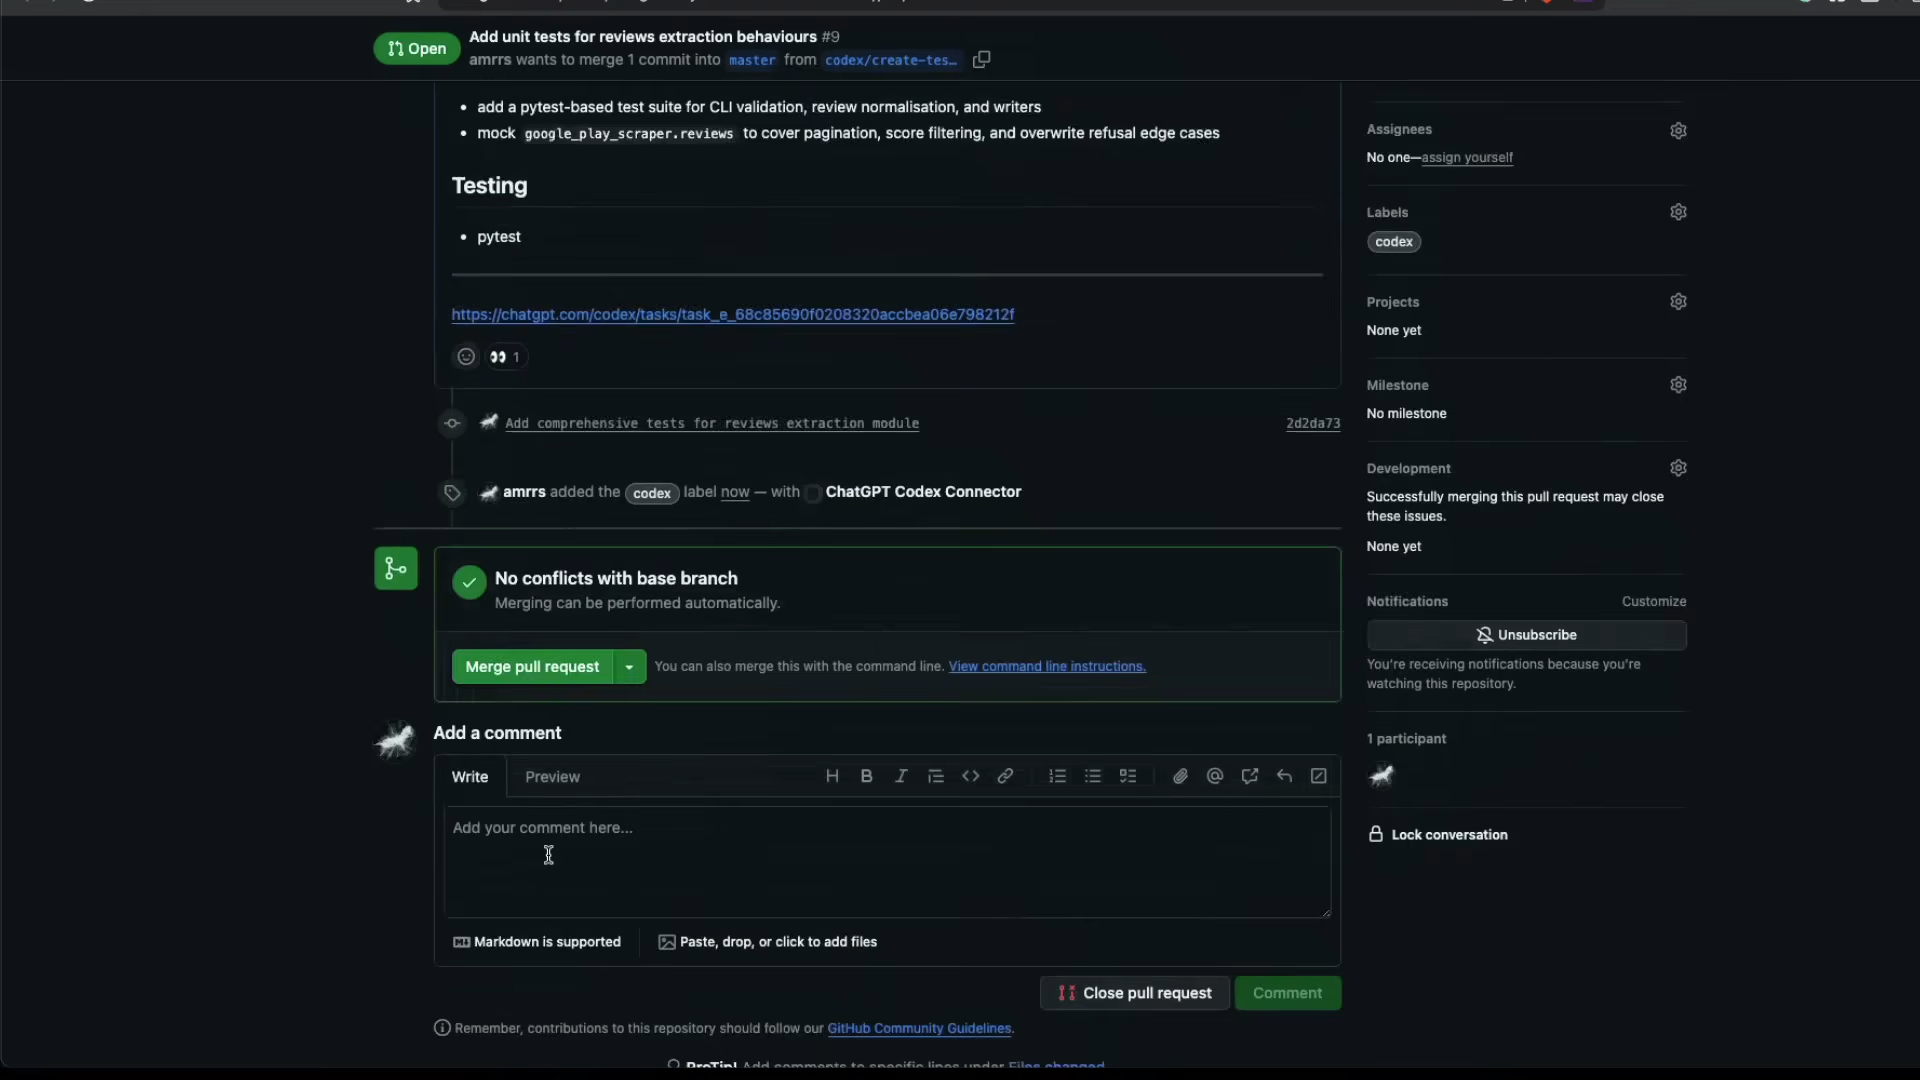 Open
Add unit tests for reviews extraction behaviours #9
amrrs wants to merge 1 commit into master from codex/create-tes...
• add a pytest-based test suite for CLI validation, review normalisation, and writers
• mock google_play_scraper.reviews to cover pagination, score filtering, and overwrite refusal edge cases
Testing
• pytest
https://chatgpt.com/codex/tasks/task_e_68c85690f0208320accbea06e798212f
1
Add comprehensive tests for reviews extraction module 2d2da73
amrrs added the codex label now — with ChatGPT Codex Connector
No conflicts with base branch
Merging can be performed automatically.
Merge pull request You can also merge this with the command line. View command line instructions.
Add a comment
Write Preview
Add your comment here...
Markdown is supported Paste, drop, or click to add files
Close pull request Comment
Remember, contributions to this repository should follow our GitHub Community Guidelines.
ProTip! Add comments to specific lines under Files changed
Assignees
No one—assign yourself
Labels
codex
Projects
None yet
Milestone
No milestone
Development
Successfully merging this pull request may close
these issues.
None yet
Notifications Customize
Unsubscribe
You're receiving notifications because you're
watching this repository.
1 participant
Lock conversation